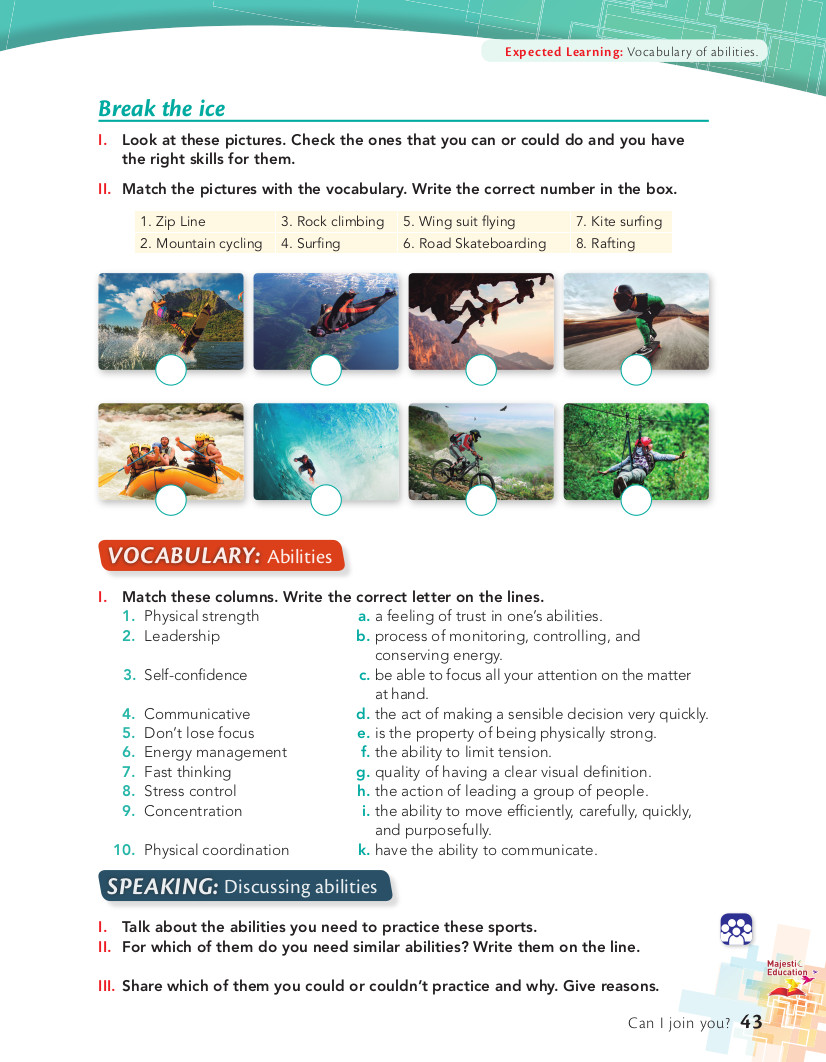 Expected Learning: Vocabulary of abilities.
Break the ice
I. Look at these pictures. Check the ones that you can or could do and you have
the right skills for them.
II. Match the pictures with the vocabulary. Write the correct number in the box.
1. Zip Line 3. Rock climbing 5. Wing suit flying 7. Kite surfing
2. Mountain cycling 4. Surfing 6. Road Skateboarding 8. Rafting
VOCABULARY: Abilities
I. Match these columns. Write the correct letter on the lines.
1. Physical strength a. a feeling of trust in one's abilities.
2. Leadership b. process of monitoring, controlling, and
conserving energy.
3. Self-confidence c. be able to focus all your attention on the matter
at hand.
4. Communicative d. the act of making a sensible decision very quickly.
5. Don't lose focus e. is the property of being physically strong.
6. Energy management f. the ability to limit tension.
7. Fast thinking g. quality of having a clear visual definition.
8. Stress control h. the action of leading a group of people.
9. Concentration i. the ability to move efficiently, carefully, quickly,
and purposefully.
10. Physical coordination k. have the ability to communicate.
SPEAKING: Discussing abilities
I. Talk about the abilities you need to practice these sports.
II. For which of them do you need similar abilities? Write them on the line.
III. Share which of them you could or couldn't practice and why. Give reasons.
Majestic
Education
Can I join you? 43